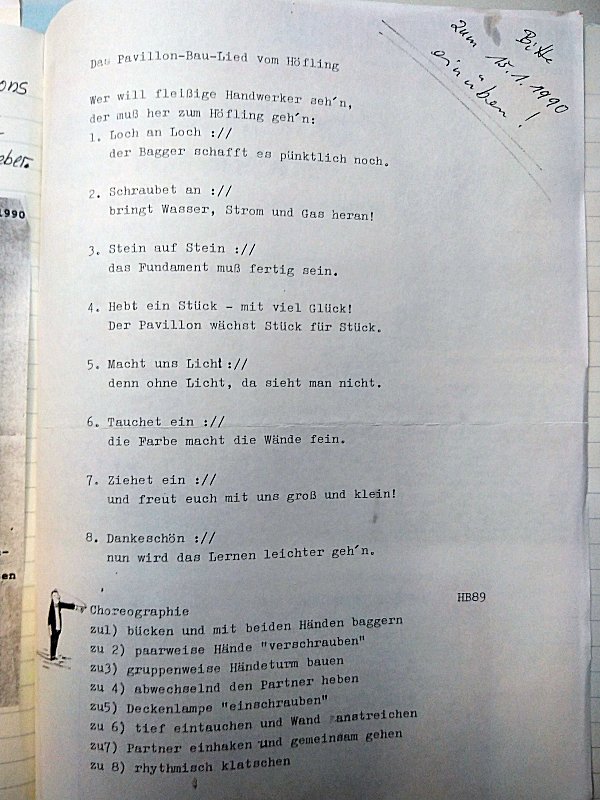 Bitte
zum 15.1.1990
einüben!
Das Pavillon-Bau-Lied vom Höfling
Wer will fleißige Handwerker seh´n,
der muß her zum Höfling geh´n:
1. Loch an Loch ://
der Bagger schafft es pünktlich noch.
2. Schraubet an ://
bringt Wasser, Strom und Gas heran!
3. Stein auf Stein ://
das Fundament muß fertig sein.
4. Hebt ein Stück - mit viel Glück!
Der Pavillon wächst Stück für Stück.
5. Macht uns Licht ://
denn ohne Licht, da sieht man nicht.
6. Tauchet ein ://
die Farbe macht die Wände fein.
7. Ziehet ein ://
und freut euch mit uns groß und klein!
8. Dankeschön ://
nun wird das Lernen leichter geh´n.
HB89
Choreographie
zu1) bücken und mit beiden Händen baggern
zu 2) paarweise Hände "verschrauben"
zu3) gruppenweise Händeturm bauen
zu 4) abwechselnd den Partner heben
zu5) Deckenlampe "einschrauben"
zu 6) tief eintauchen und Wand anstreichen
zu7) Partner einhaken und gemeinsam gehen
zu 8) rhythmisch klatschen
1990
en